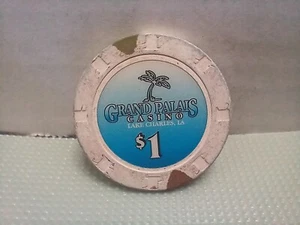 GRAND PALAIS
CASINO
LAKE CHARLES, LA
$1